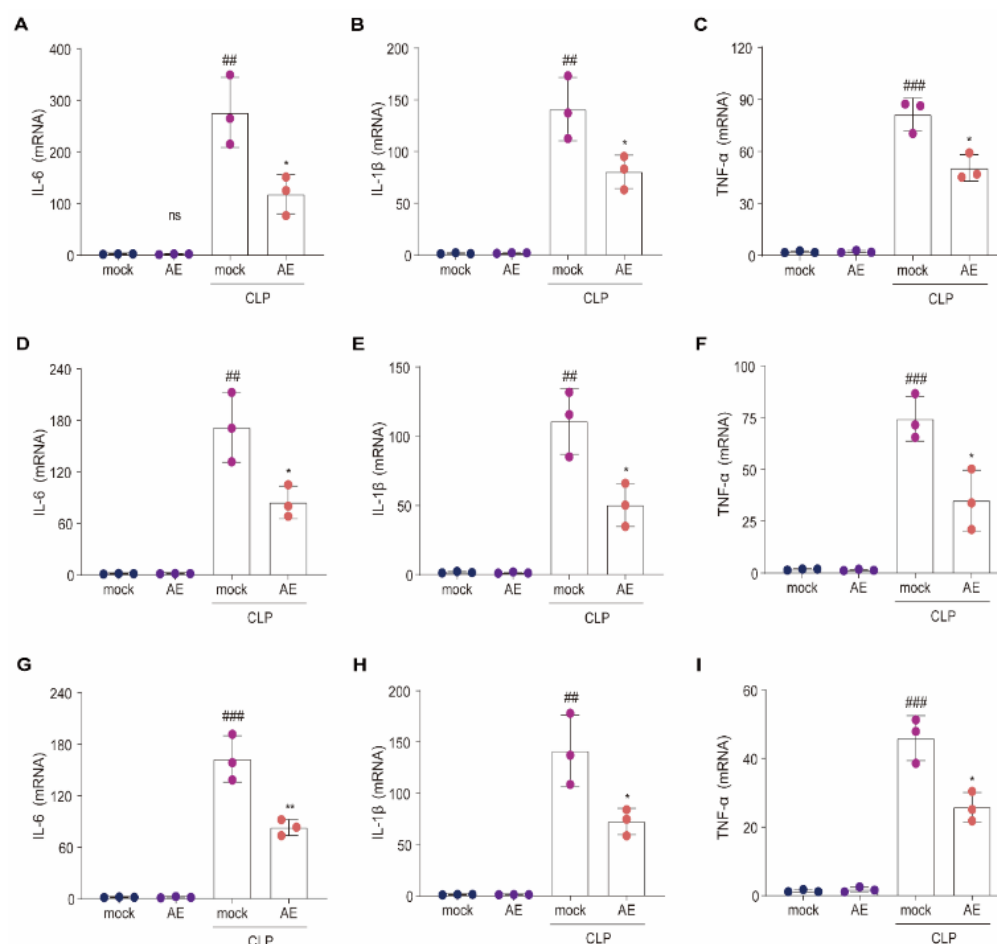 A
IL-6 (mRNA)
400
300
200
100
0
ns
##
*
mock
AE
mock
AE
CLP
B
IL-1β (mRNA)
200
150
100
50
0
##
*
mock
AE
mock
AE
CLP
C
TNF-α (mRNA)
120
90
60
30
0
###
*
mock
AE
mock
AE
CLP
D
IL-6 (mRNA)
240
180
120
60
0
##
*
mock
AE
mock
AE
CLP
E
IL-1β (mRNA)
150
100
50
0
##
*
mock
AE
mock
AE
CLP
F
TNF-α (mRNA)
100
75
50
25
0
###
*
mock
AE
mock
AE
CLP
G
IL-6 (mRNA)
240
180
120
60
0
###
**
mock
AE
mock
AE
CLP
H
IL-1β (mRNA)
200
150
100
50
0
##
*
mock
AE
mock
AE
CLP
I
TNF-α (mRNA)
60
40
20
0
###
*
mock
AE
mock
AE
CLP